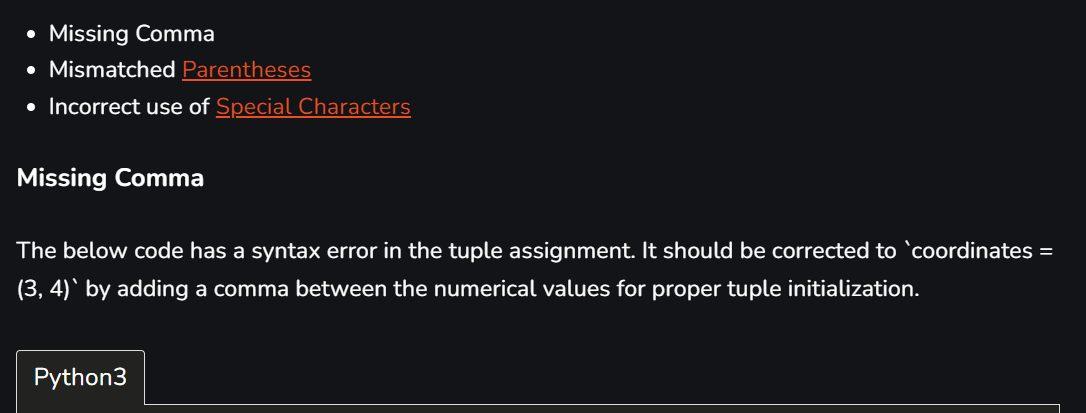 Missing Comma
Mismatched Parentheses
Incorrect use of Special Characters
Missing Comma
The below code has a syntax error in the tuple assignment. It should be corrected to `coordinates =
(3, 4)` by adding a comma between the numerical values for proper tuple initialization.
Python3